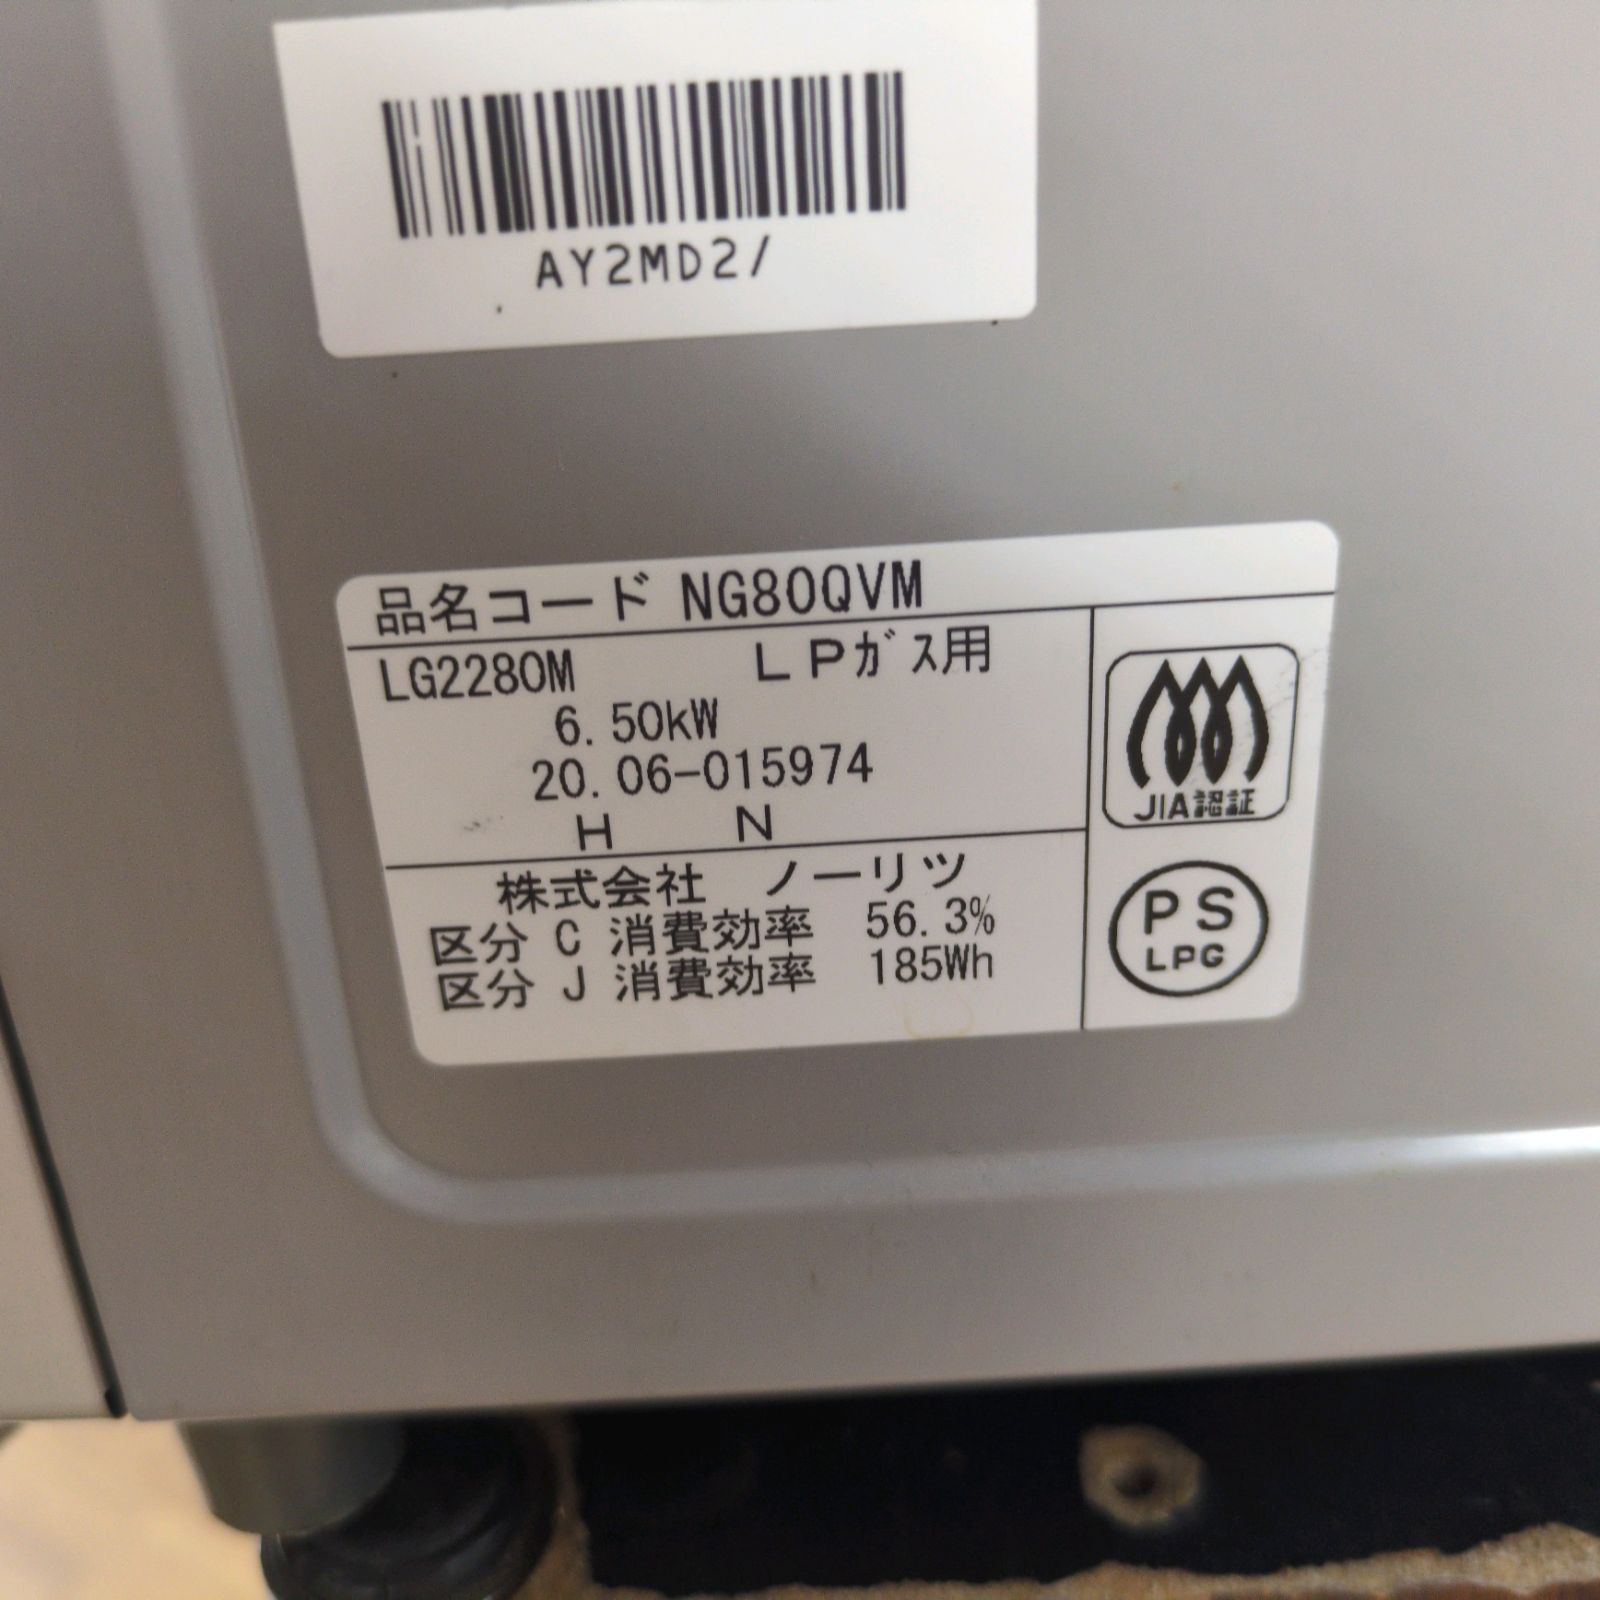 AY2MD2/
品名コード NG80QVM
LG2280M LPガス用
6.50kW
20.06-015974
H N
JIA認証
株式会社 ノーリツ
区分 C 消費効率 56.3%
区分 J 消費効率 185Wh
PS
LPG